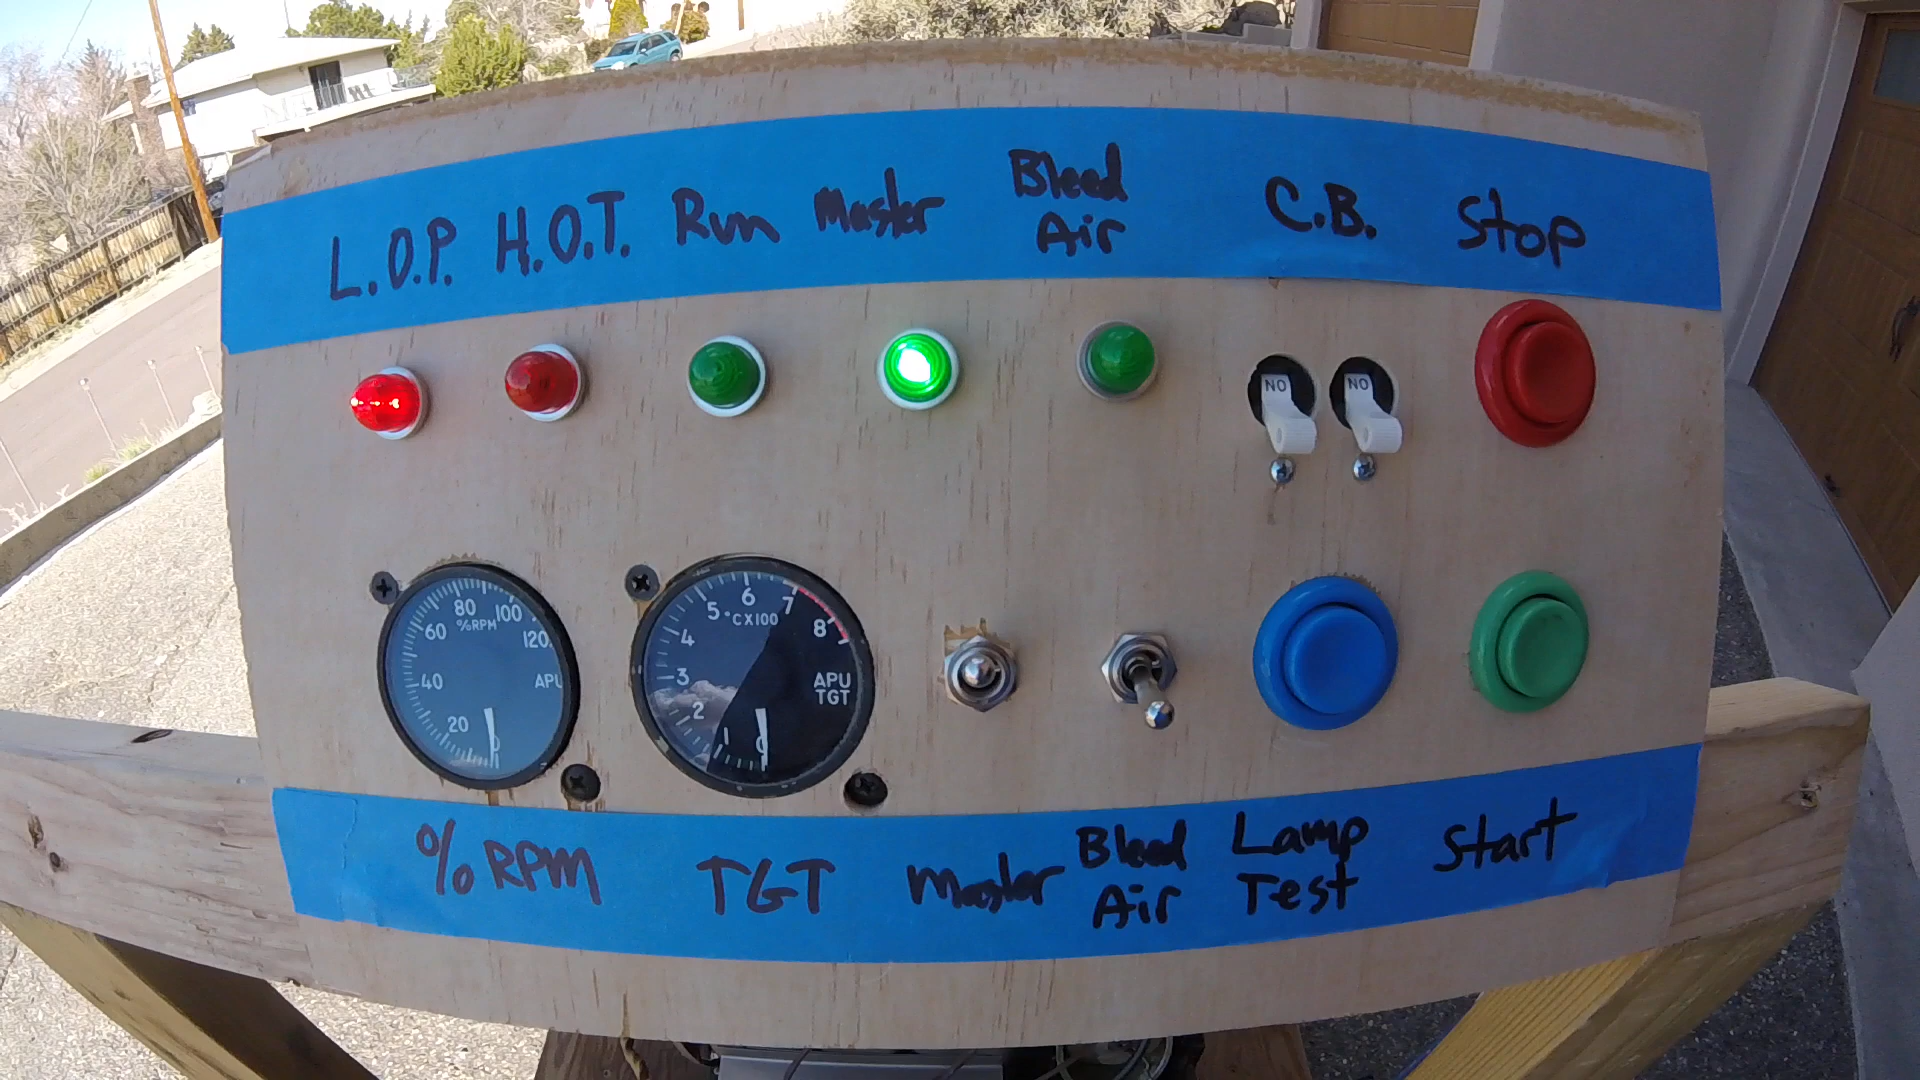 L.O.P. H.O.T. Run Master Bleed Air C.B. Stop
NO NO
80 100
%RPM
60 120
40 APU
20
0
6
5 7
°CX100
4 8
3 APU
TGT
2
1
0
%RPM TGT Master Bleed Air Lamp Test Start